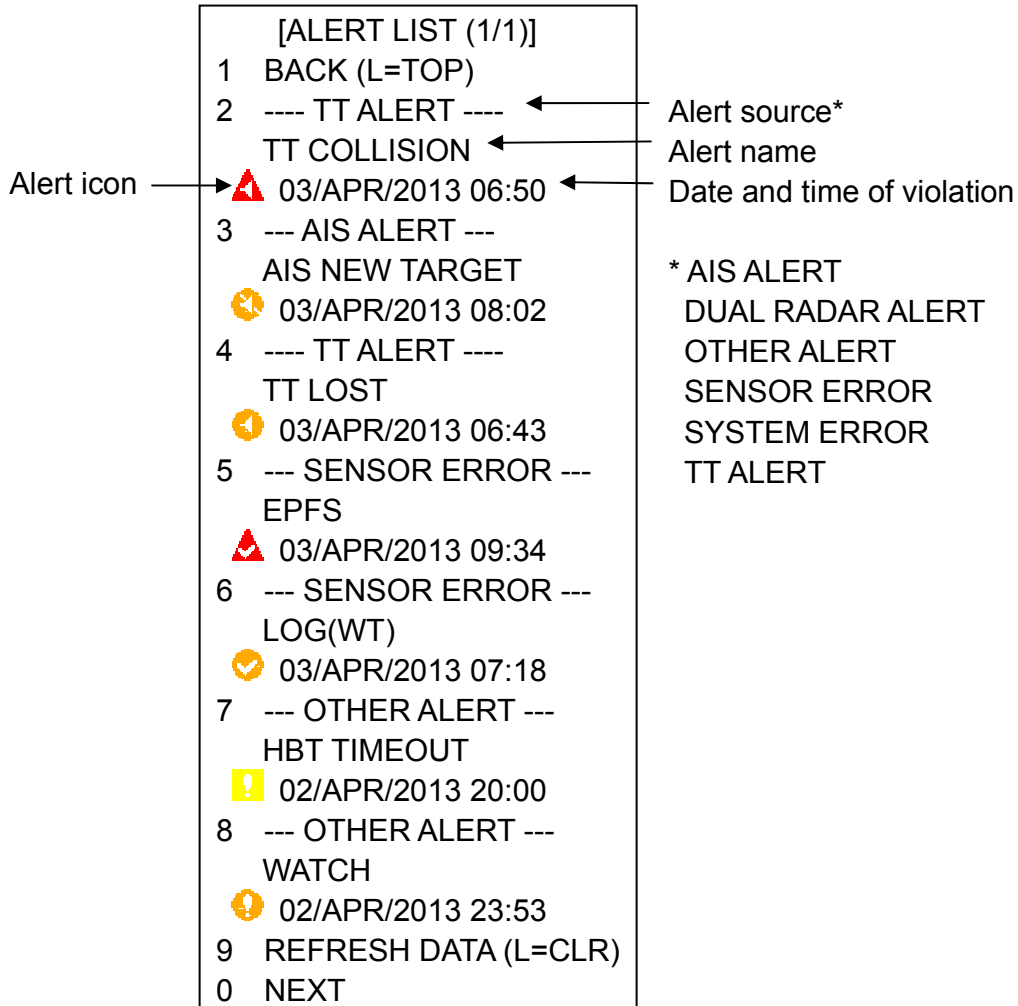 [ALERT LIST (1/1)]
1 BACK (L=TOP)
2 ---- TT ALERT ----
Alert source*
TT COLLISION
Alert name
Alert icon
03/APR/2013 06:50
Date and time of violation
3 --- AIS ALERT ---
AIS NEW TARGET
03/APR/2013 08:02
4 ---- TT ALERT ----
TT LOST
03/APR/2013 06:43
5 --- SENSOR ERROR ---
EPFS
03/APR/2013 09:34
6 --- SENSOR ERROR ---
LOG(WT)
03/APR/2013 07:18
7 --- OTHER ALERT ---
HBT TIMEOUT
02/APR/2013 20:00
8 --- OTHER ALERT ---
WATCH
02/APR/2013 23:53
9 REFRESH DATA (L=CLR)
0 NEXT
* AIS ALERT
DUAL RADAR ALERT
OTHER ALERT
SENSOR ERROR
SYSTEM ERROR
TT ALERT